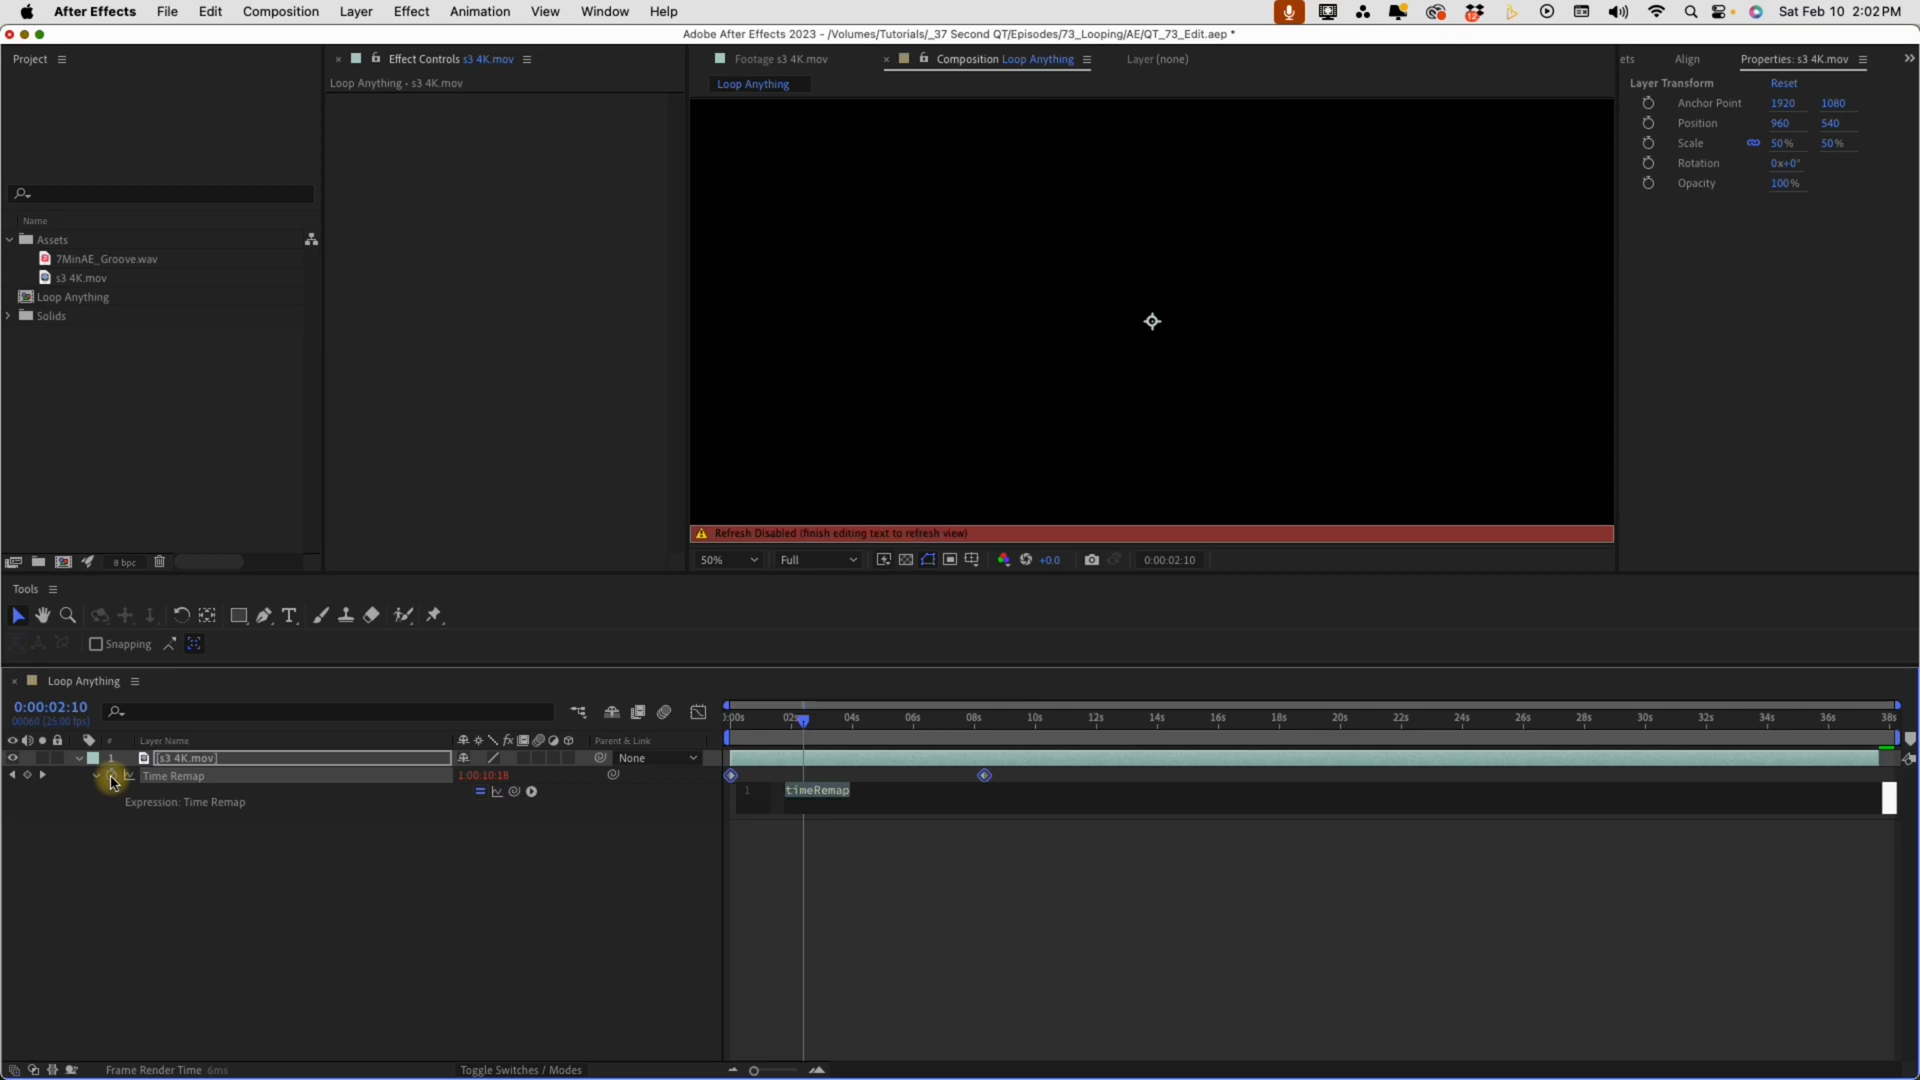 After Effects File Edit Composition Layer Effect Animation View Window Help Sat Feb 10 2:02 PM
Adobe After Effects 2023 - /Volumes/Tutorials/_37 Second QT/Episodes/73_Looping/AE/QT_73_Edit.aep *
Project
Effect Controls s3 4K.mov
Footage s3 4K.mov
Composition Loop Anything
Layer (none)
ets Align Properties: s3 4K.mov
Loop Anything • s3 4K.mov
Loop Anything
Layer Transform Reset
Anchor Point 1920 1080
Position 960 540
Scale 50% 50%
Rotation 0x+0°
Opacity 100%
Name
Assets
7MinAE_Groove.wav
s3 4K.mov
Loop Anything
Solids
Refresh Disabled (finish editing text to refresh view)
8 bpc
50% Full +0.0 0:00:02:10
Tools
Snapping
Loop Anything
0:00:02:10
00060 (25.00 fps)
:00s 02s 04s 06s 08s 10s 12s 14s 16s 18s 20s 22s 24s 26s 28s 30s 32s 34s 36s 38s
# Layer Name Parent & Link
1 [s3 4K.mov] None
Time Remap 1:00:10:18
1 timeRemap
Expression: Time Remap
Frame Render Time 6ms
Toggle Switches / Modes